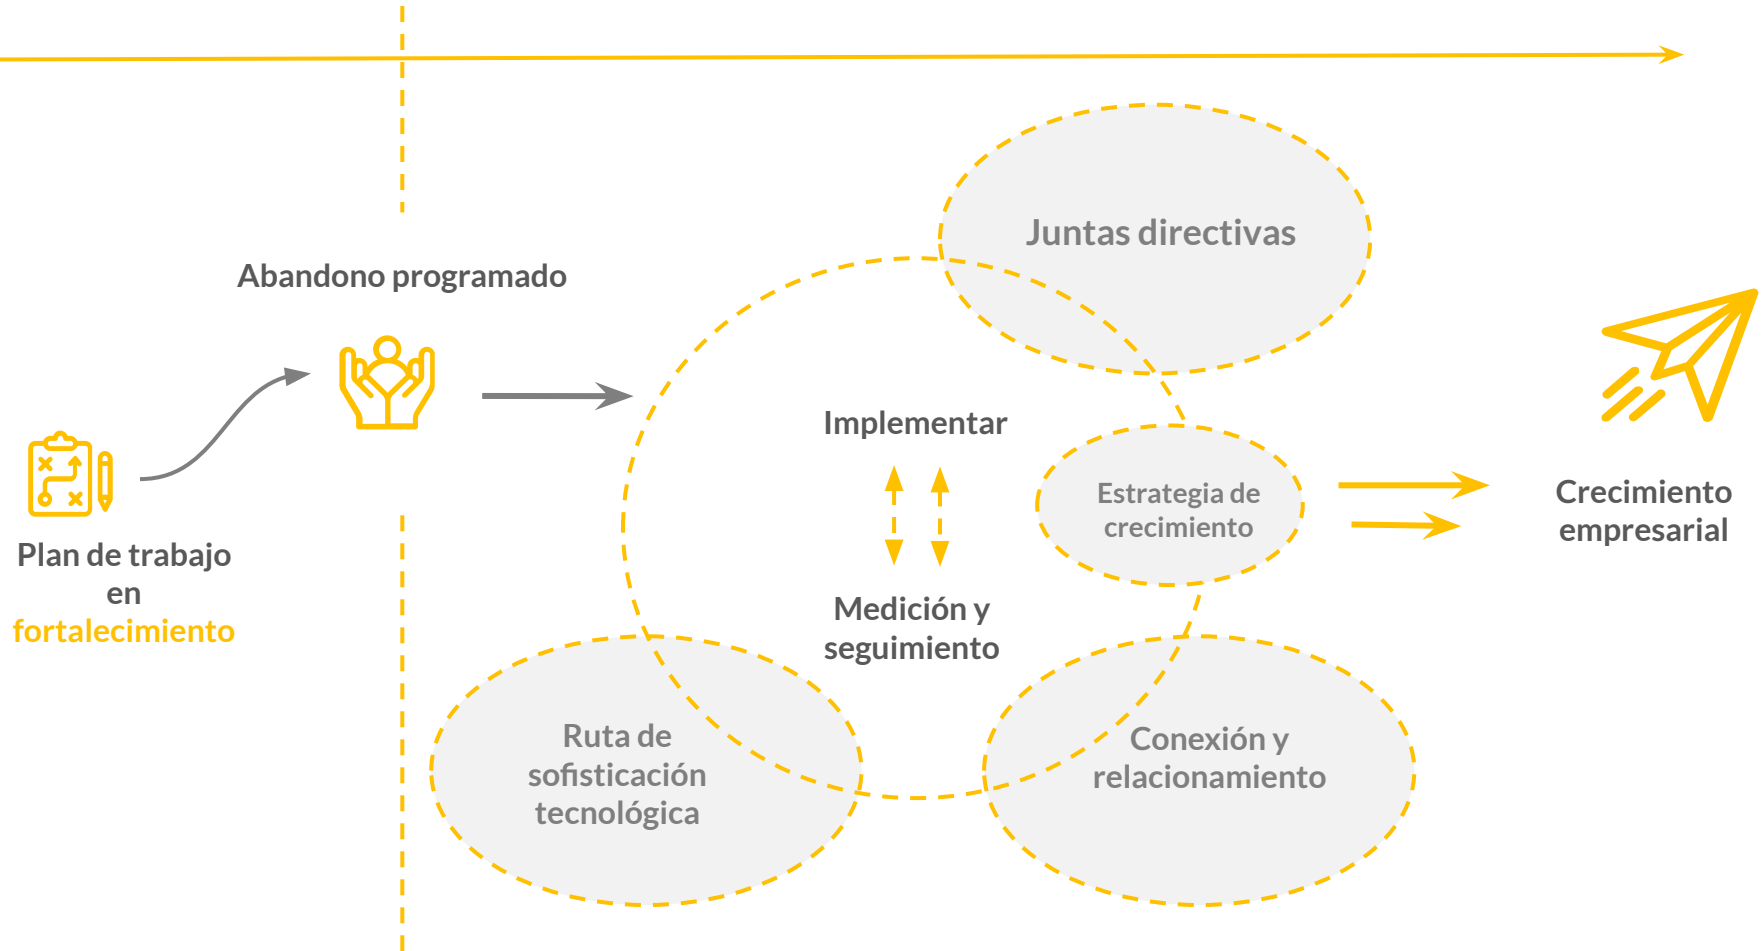 Abandono programado
Plan de trabajo
en
fortalecimiento
Juntas directivas
Implementar
Medición y
seguimiento
Estrategia de
crecimiento
Ruta de
sofisticación
tecnológica
Conexión y
relacionamiento
Crecimiento
empresarial